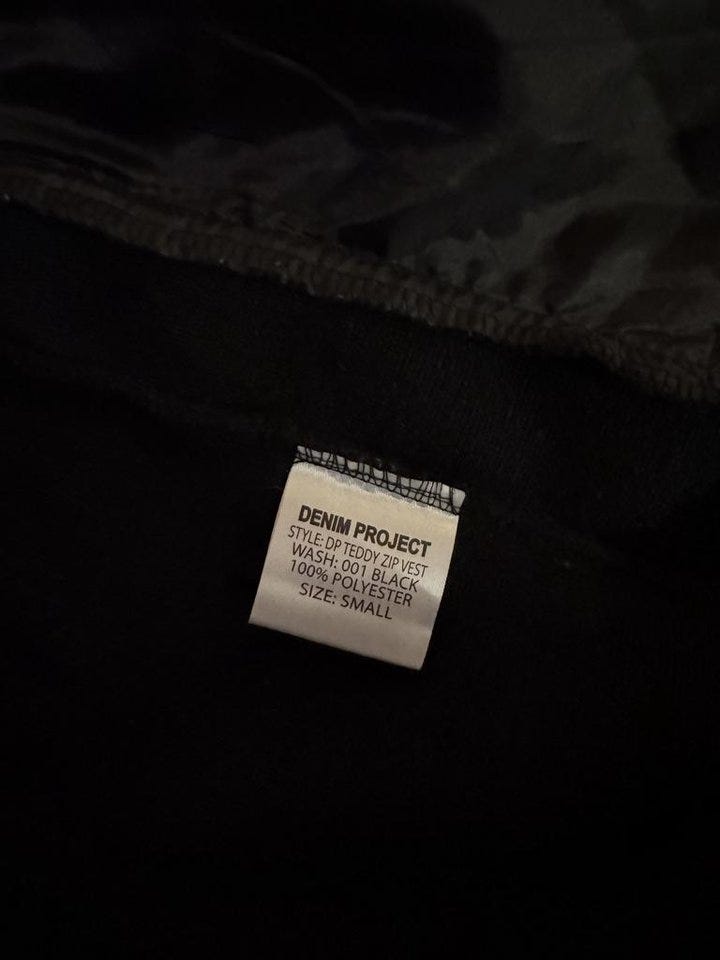 DENIM PROJECT
STYLE: DP TEDDY ZIP VEST
WASH: 001 BLACK
100% POLYESTER
SIZE: SMALL